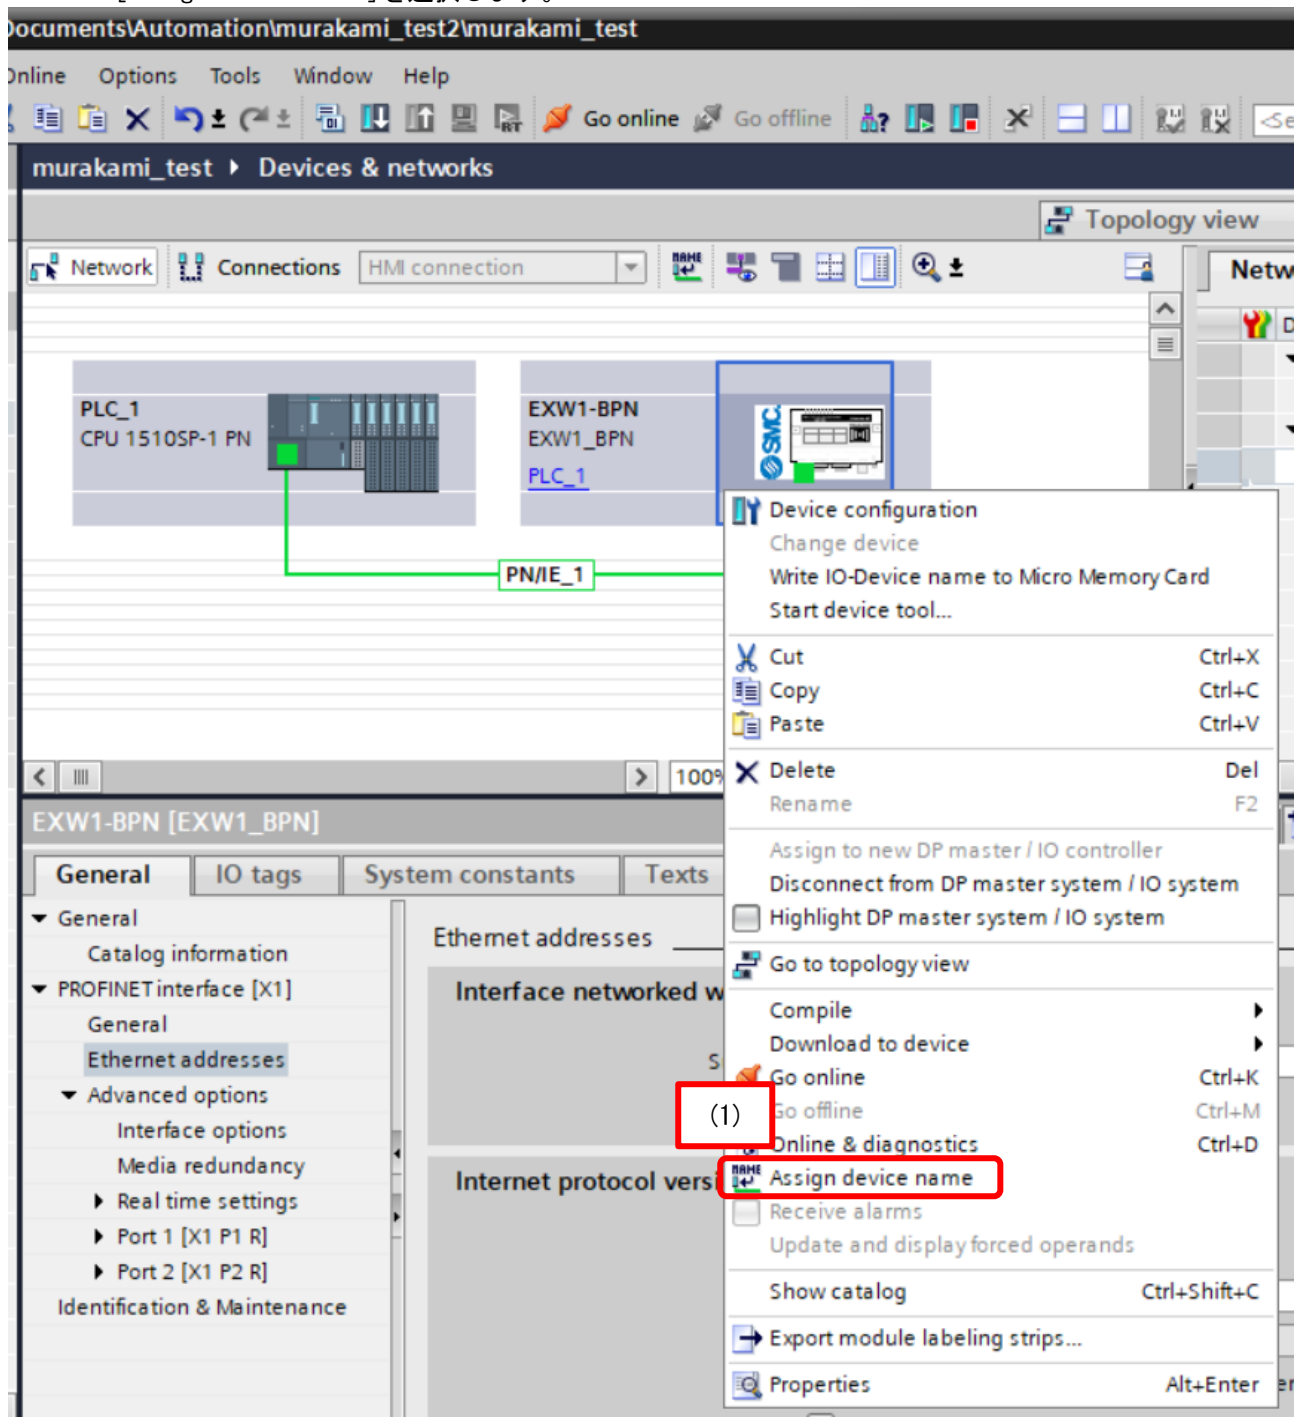 を選択します。
Documents\Automation\murakami_test2\murakami_test
Online Options Tools Window Help
Go online Go offline
murakami_test Devices & networks
Topology view
Network Connections HMI connection
PLC_1
CPU 1510SP-1 PN
EXW1-BPN
EXW1_BPN
PLC_1
SMC
PN/IE_1
Device configuration
Change device
Write IO-Device name to Micro Memory Card
Start device tool...
Cut Ctrl+X
Copy Ctrl+C
Paste Ctrl+V
Delete Del
Rename F2
Assign to new DP master / IO controller
Disconnect from DP master system / IO system
Highlight DP master system / IO system
Go to topology view
Compile
Download to device
Go online Ctrl+K
Go offline Ctrl+M
Online & diagnostics Ctrl+D
Assign device name
Receive alarms
Update and display forced operands
Show catalog Ctrl+Shift+C
Export module labeling strips...
Properties Alt+Enter
(1)
100%
EXW1-BPN [EXW1_BPN]
General IO tags System constants Texts
General
Catalog information
PROFINET interface [X1]
General
Ethernet addresses
Advanced options
Interface options
Media redundancy
Real time settings
Port 1 [X1 P1 R]
Port 2 [X1 P2 R]
Identification & Maintenance
Ethernet addresses
Interface networked w
Internet protocol versi